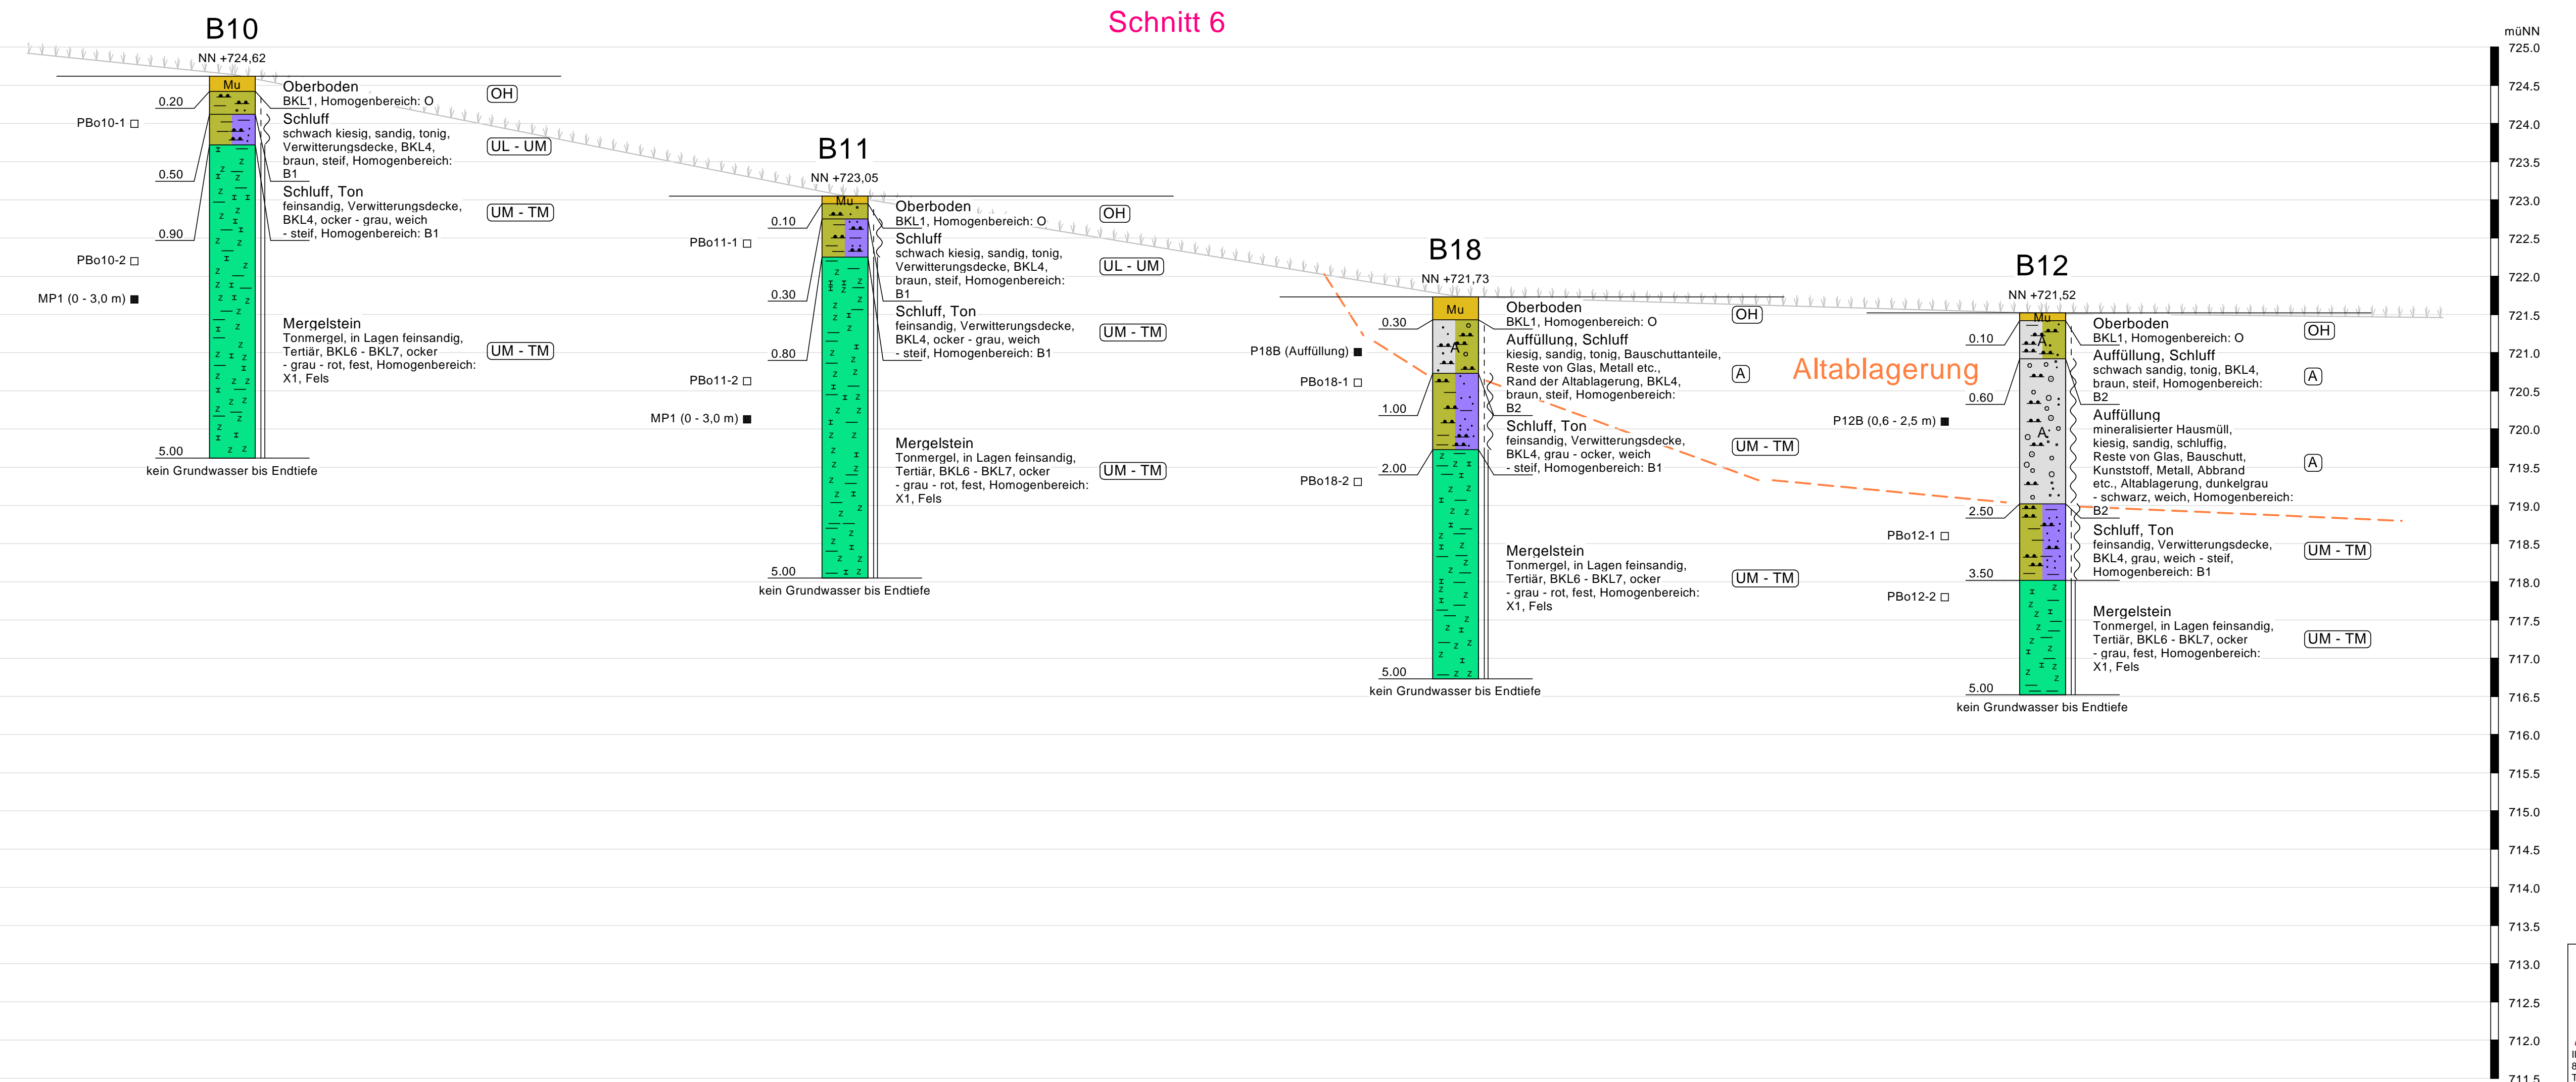 Schnitt 6
B10
NN +724,62
Mu
0.20
PBo10-1
0.50
0.90
PBo10-2
MP1 (0 - 3,0 m)
5.00
kein Grundwasser bis Endtiefe
Oberboden
BKL1, Homogenbereich: O
OH
Schluff
schwach kiesig, sandig, tonig,
Verwitterungsdecke, BKL4,
braun, steif, Homogenbereich:
B1
UL - UM
Schluff, Ton
feinsandig, Verwitterungsdecke,
BKL4, ocker - grau, weich
- steif, Homogenbereich: B1
UM - TM
Mergelstein
Tonmergel, in Lagen feinsandig,
Tertiär, BKL6 - BKL7, ocker
- grau - rot, fest, Homogenbereich:
X1, Fels
UM - TM
B11
NN +723,05
Mu
0.10
PBo11-1
0.30
0.80
PBo11-2
MP1 (0 - 3,0 m)
5.00
kein Grundwasser bis Endtiefe
Oberboden
BKL1, Homogenbereich: O
OH
Schluff
schwach kiesig, sandig, tonig,
Verwitterungsdecke, BKL4,
braun, steif, Homogenbereich:
B1
UL - UM
Schluff, Ton
feinsandig, Verwitterungsdecke,
BKL4, ocker - grau, weich
- steif, Homogenbereich: B1
UM - TM
Mergelstein
Tonmergel, in Lagen feinsandig,
Tertiär, BKL6 - BKL7, ocker
- grau - rot, fest, Homogenbereich:
X1, Fels
UM - TM
B18
NN +721,73
Mu
A
0.30
P18B (Auffüllung)
PBo18-1
1.00
2.00
PBo18-2
5.00
kein Grundwasser bis Endtiefe
Oberboden
BKL1, Homogenbereich: O
OH
Auffüllung, Schluff
kiesig, sandig, tonig, Bauschuttanteile,
Reste von Glas, Metall etc.,
Rand der Altablagerung, BKL4,
braun, steif, Homogenbereich:
B2
A
Schluff, Ton
feinsandig, Verwitterungsdecke,
BKL4, grau - ocker, weich
- steif, Homogenbereich: B1
UM - TM
Mergelstein
Tonmergel, in Lagen feinsandig,
Tertiär, BKL6 - BKL7, ocker
- grau - rot, fest, Homogenbereich:
X1, Fels
UM - TM
Altablagerung
B12
NN +721,52
Mu
A
A
0.10
0.60
P12B (0,6 - 2,5 m)
2.50
PBo12-1
3.50
PBo12-2
5.00
kein Grundwasser bis Endtiefe
Oberboden
BKL1, Homogenbereich: O
OH
Auffüllung, Schluff
schwach sandig, tonig, BKL4,
braun, steif, Homogenbereich:
B2
A
Auffüllung
mineralisierter Hausmüll,
kiesig, sandig, schluffig,
Reste von Glas, Bauschutt,
Kunststoff, Metall, Abbrand
etc., Altablagerung, dunkelgrau
- schwarz, weich, Homogenbereich:
B2
A
Schluff, Ton
feinsandig, Verwitterungsdecke,
BKL4, grau, weich - steif,
Homogenbereich: B1
UM - TM
Mergelstein
Tonmergel, in Lagen feinsandig,
Tertiär, BKL6 - BKL7, ocker
- grau, fest, Homogenbereich:
X1, Fels
UM - TM
müNN
725.0
724.5
724.0
723.5
723.0
722.5
722.0
721.5
721.0
720.5
720.0
719.5
719.0
718.5
718.0
717.5
717.0
716.5
716.0
715.5
715.0
714.5
714.0
713.5
713.0
712.5
712.0
711.5